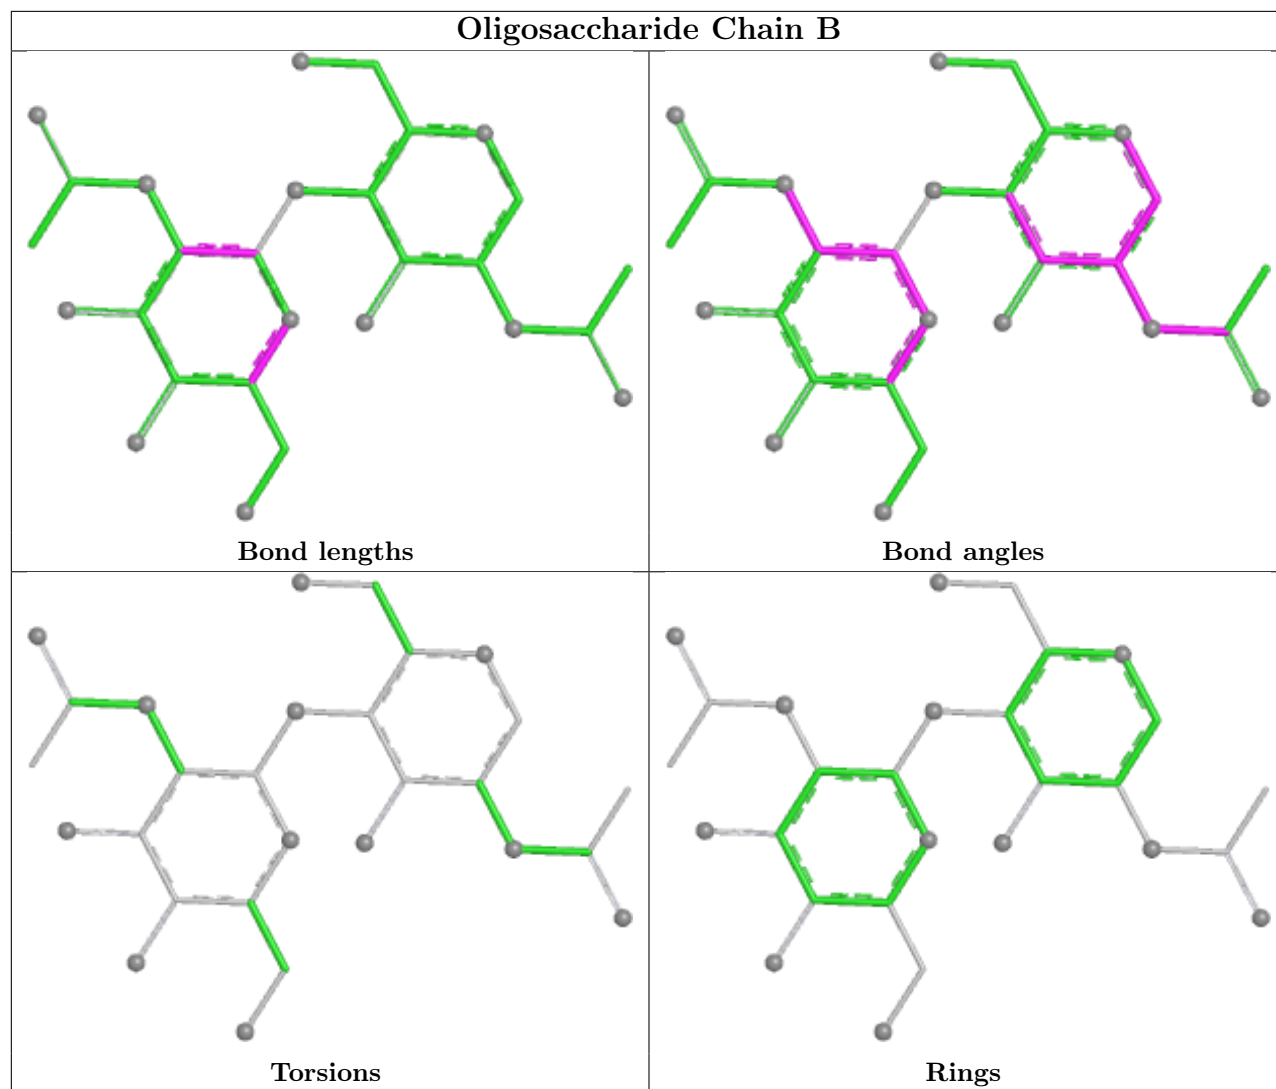 Oligosaccharide Chain B
Bond lengths
Bond angles
Torsions
Rings